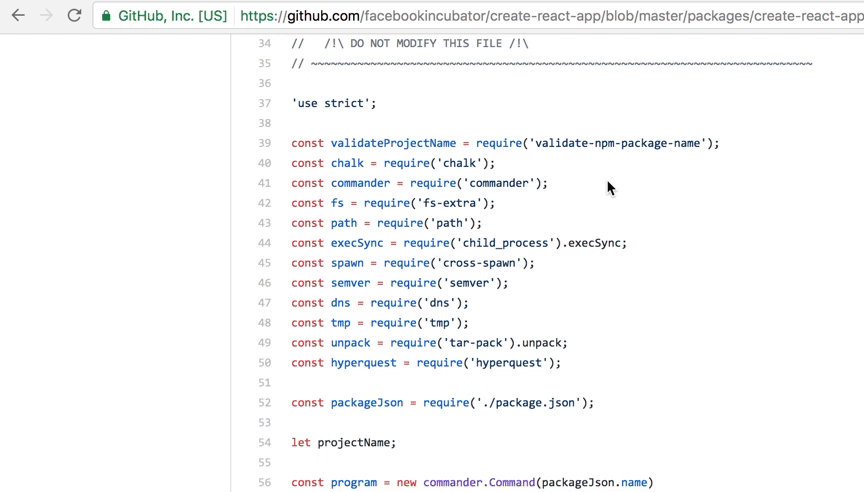 GitHub, Inc. [US] https://github.com/facebookincubator/create-react-app/blob/master/packages/create-react-app
34 // /!\ DO NOT MODIFY THIS FILE /!\
35 // ~~~~~~~~~~~~~~~~~~~~~~~~~~~~~~~~~~~~~~~~~~~~~~~~~~~~~~~~~~~~~~~~~~~~~~~~~~~~
36
37 'use strict';
38
39 const validateProjectName = require('validate-npm-package-name');
40 const chalk = require('chalk');
41 const commander = require('commander');
42 const fs = require('fs-extra');
43 const path = require('path');
44 const execSync = require('child_process').execSync;
45 const spawn = require('cross-spawn');
46 const semver = require('semver');
47 const dns = require('dns');
48 const tmp = require('tmp');
49 const unpack = require('tar-pack').unpack;
50 const hyperquest = require('hyperquest');
51
52 const packageJson = require('./package.json');
53
54 let projectName;
55
56 const program = new commander.Command(packageJson.name)